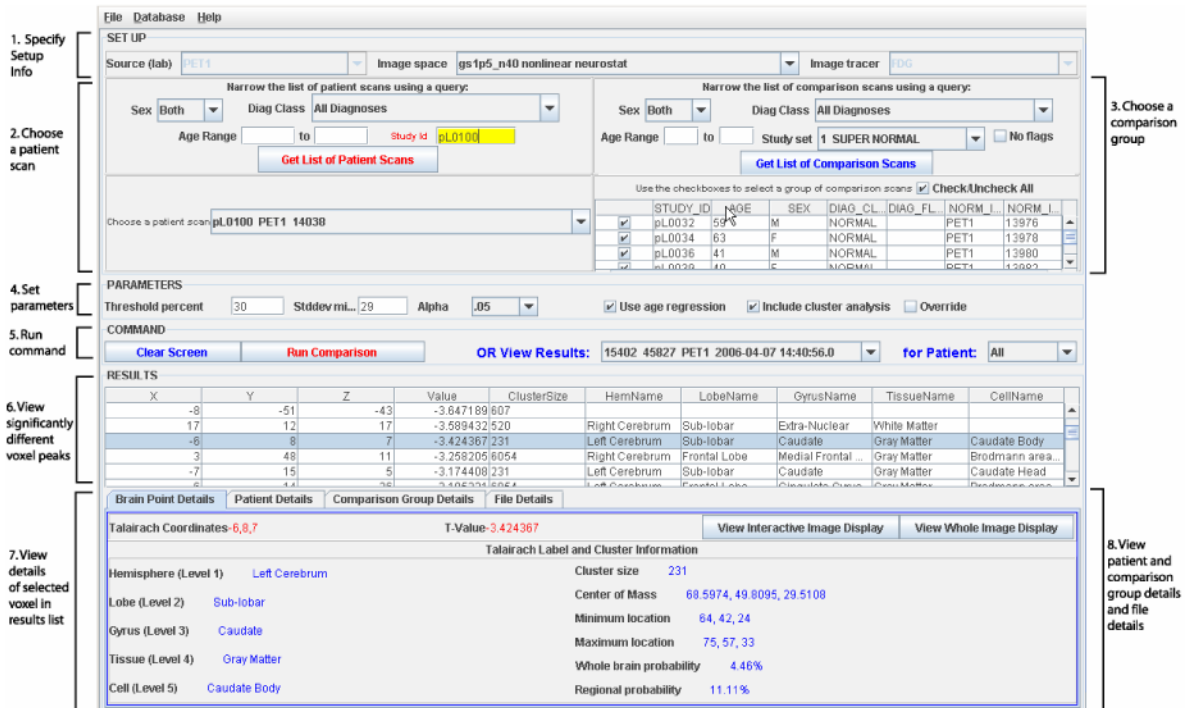 File Database Help
1. Specify Setup Info
SET UP
Source (lab) PET1 Image space gs1p5_n40 nonlinear neurostat Image tracer FDG
2. Choose a patient scan
Narrow the list of patient scans using a query:
Sex Both Diag Class All Diagnoses
Age Range to Study Id pL0100
Get List of Patient Scans
Choose a patient scan pL0100 PET1 14038
3. Choose a comparison group
Narrow the list of comparison scans using a query:
Sex Both Diag Class All Diagnoses
Age Range to Study set 1 SUPER NORMAL No flags
Get List of Comparison Scans
Use the checkboxes to select a group of comparison scans Check/Uncheck All
STUDY_ID AGE SEX DIAG_CL... DIAG_FL... NORM_I... NORM_I...
pL0032 59 M NORMAL PET1 13976
pL0034 63 F NORMAL PET1 13978
pL0036 41 M NORMAL PET1 13980
pL0039 40 F NORMAL PET1 13982
4. Set parameters
PARAMETERS
Threshold percent 30 Stddev mi... 29 Alpha .05 Use age regression Include cluster analysis Override
5. Run command
COMMAND
Clear Screen Run Comparison OR View Results: 15402 45827 PET1 2006-04-07 14:40:56.0 for Patient: All
6. View significantly different voxel peaks
RESULTS
X Y Z Value ClusterSize HemName LobeName GyrusName TissueName CellName
-8 -51 -43 -3.647189 607
17 12 17 -3.589432 520 Right Cerebrum Sub-lobar Extra-Nuclear White Matter
-6 8 7 -3.424367 231 Left Cerebrum Sub-lobar Caudate Gray Matter Caudate Body
3 48 11 -3.258205 6054 Right Cerebrum Frontal Lobe Medial Frontal ... Gray Matter Brodmann area...
-7 15 5 -3.174408 231 Left Cerebrum Sub-lobar Caudate Gray Matter Caudate Head
Left Cerebrum Frontal Lobe Cingulate Gyrus Gray Matter Brodmann area...
7. View details of selected voxel in results list
Brain Point Details Patient Details Comparison Group Details File Details
Talairach Coordinates-6,8,7 T-Value-3.424367 View Interactive Image Display View Whole Image Display
Talairach Label and Cluster Information
Hemisphere (Level 1) Left Cerebrum
Lobe (Level 2) Sub-lobar
Gyrus (Level 3) Caudate
Tissue (Level 4) Gray Matter
Cell (Level 5) Caudate Body
Cluster size 231
Center of Mass 68.5974, 49.8095, 29.5108
Minimum location 64, 42, 24
Maximum location 75, 57, 33
Whole brain probability 4.46%
Regional probability 11.11%
8. View patient and comparison group details and file details